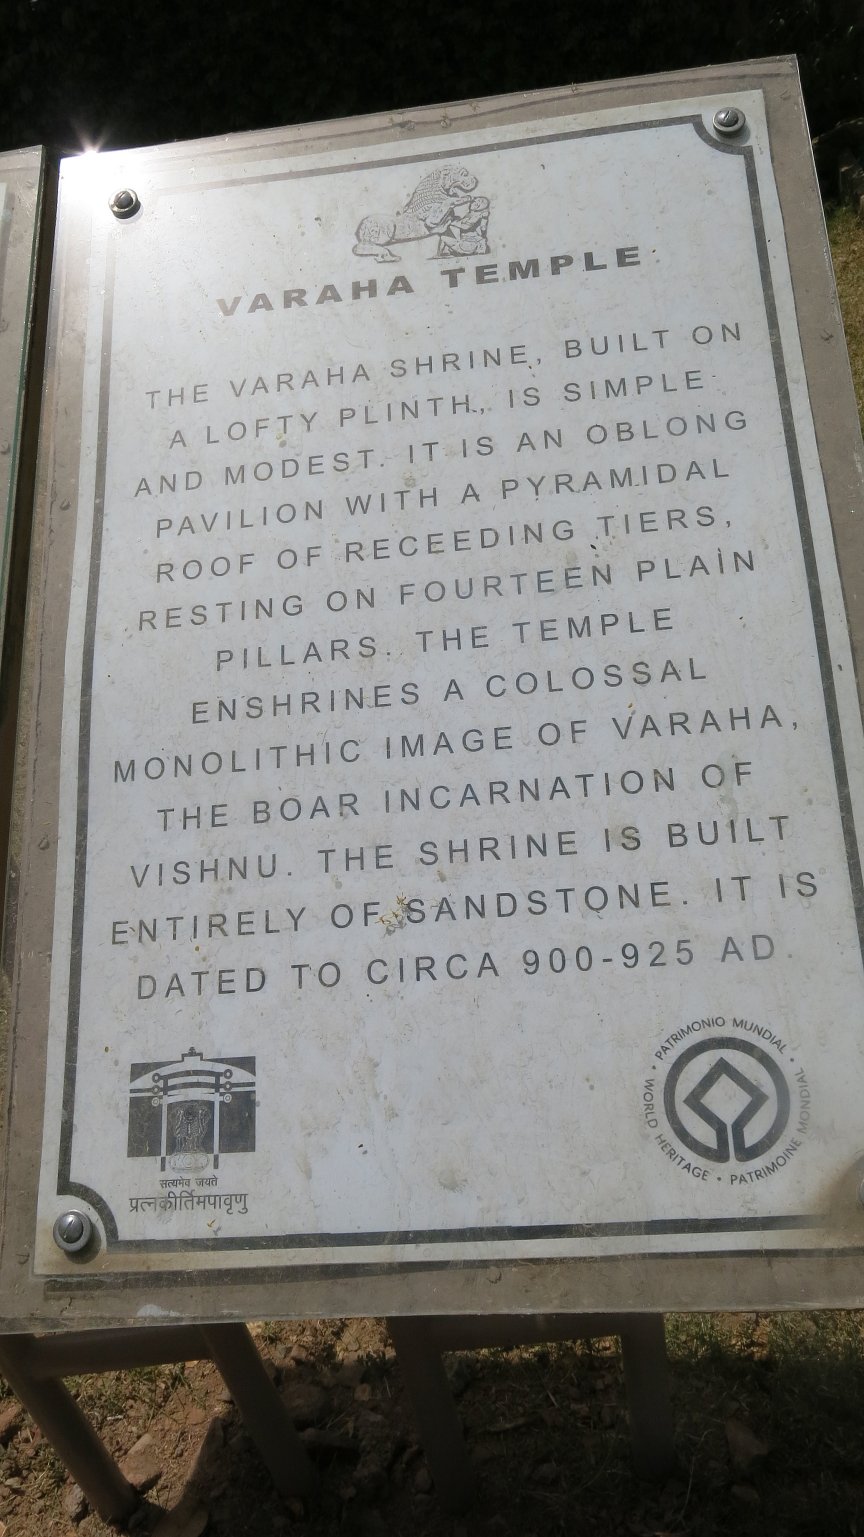 VARAHA TEMPLE
THE VARAHA SHRINE, BUILT ON
A LOFTY PLINTH, IS SIMPLE
AND MODEST. IT IS AN OBLONG
PAVILION WITH A PYRAMIDAL
ROOF OF RECEEDING TIERS,
RESTING ON FOURTEEN PLAIN
PILLARS. THE TEMPLE
ENSHRINES A COLOSSAL
MONOLITHIC IMAGE OF VARAHA,
THE BOAR INCARNATION OF
VISHNU. THE SHRINE IS BUILT
ENTIRELY OF SANDSTONE. IT IS
DATED TO CIRCA 900-925 AD.
सत्यमेव जयते
प्रत्नकीर्तिमपावृणु
WORLD HERITAGE • PATRIMONIO MUNDIAL • PATRIMOINE MONDIAL •